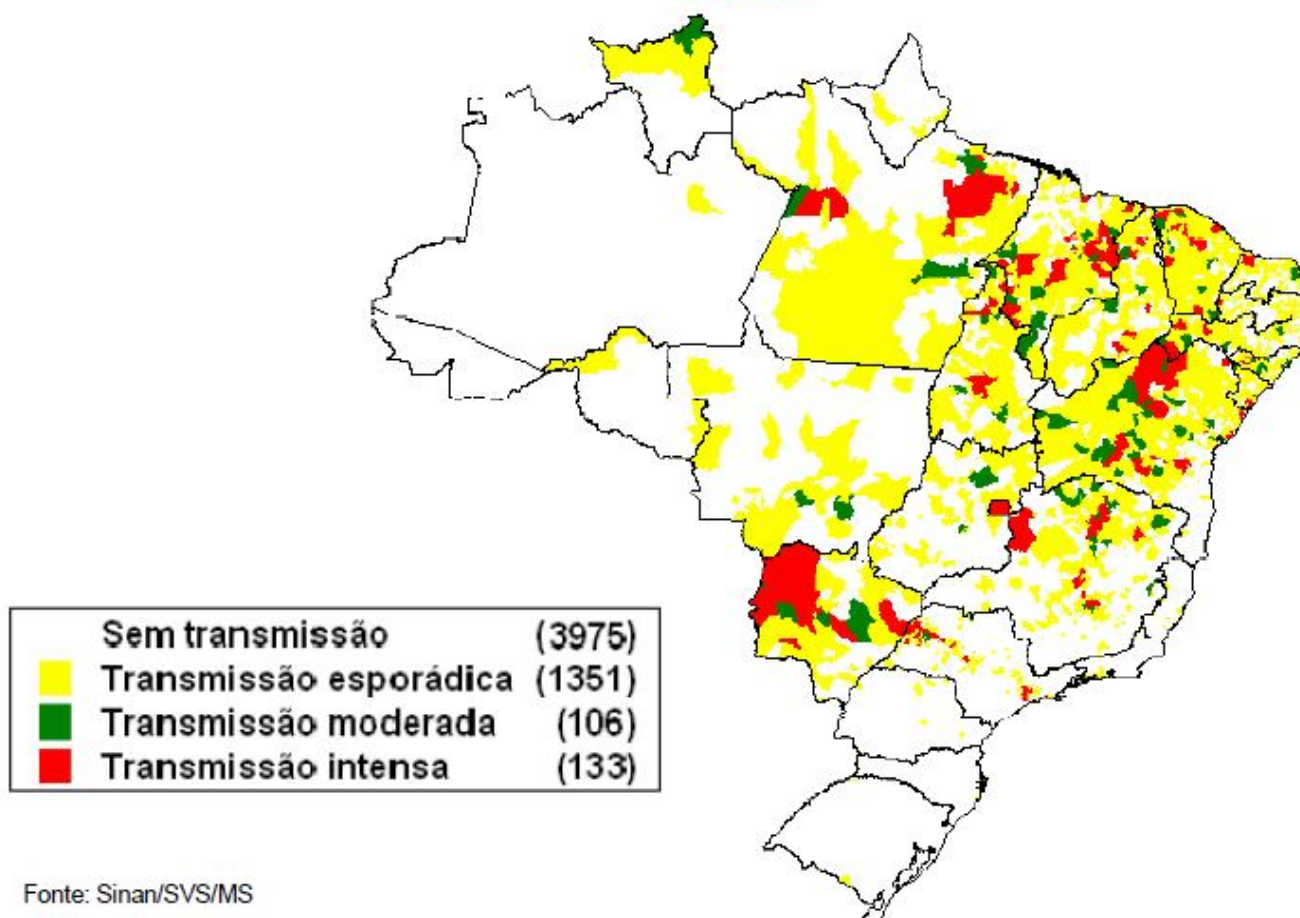 Sem transmissão (3975)
Transmissão esporádica (1351)
Transmissão moderada (106)
Transmissão intensa (133)
Fonte: Sinan/SVS/MS